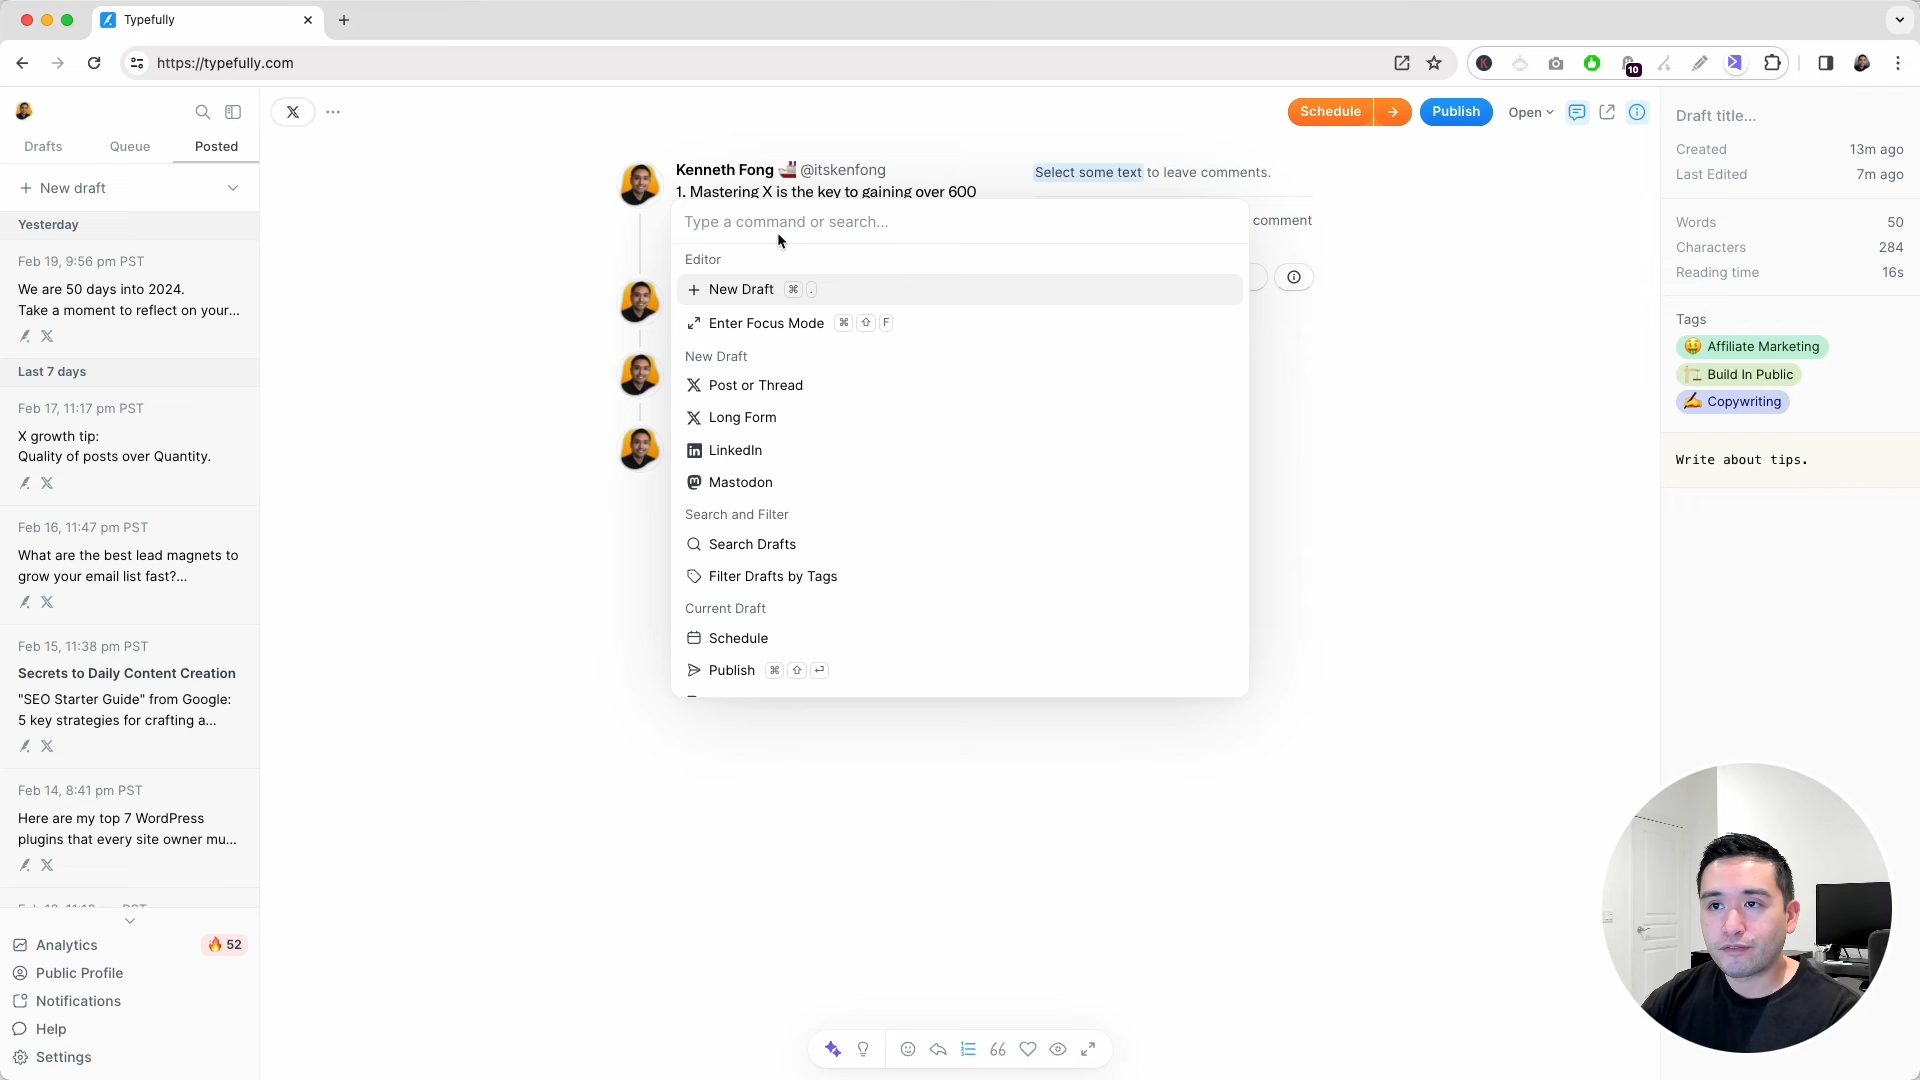 Typefully
https://typefully.com
10
Drafts
Queue
Posted
New draft
Yesterday
Feb 19, 9:56 pm PST
We are 50 days into 2024.
Take a moment to reflect on your...
Last 7 days
Feb 17, 11:17 pm PST
X growth tip:
Quality of posts over Quantity.
Feb 16, 11:47 pm PST
What are the best lead magnets to
grow your email list fast?...
Feb 15, 11:38 pm PST
Secrets to Daily Content Creation
"SEO Starter Guide" from Google:
5 key strategies for crafting a...
Feb 14, 8:41 pm PST
Here are my top 7 WordPress
plugins that every site owner mu...
Analytics
🔥 52
Public Profile
Notifications
Help
Settings
Schedule
Publish
Open
Kenneth Fong 🚢 @itskenfong
1. Mastering X is the key to gaining over 600
Select some text to leave comments.
comment
Type a command or search...
Editor
New Draft ⌘ .
Enter Focus Mode ⌘ ⇧ F
New Draft
Post or Thread
Long Form
LinkedIn
Mastodon
Search and Filter
Search Drafts
Filter Drafts by Tags
Current Draft
Schedule
Publish ⌘ ⇧ ↵
Draft title...
Created 13m ago
Last Edited 7m ago
Words 50
Characters 284
Reading time 16s
Tags
🤑 Affiliate Marketing
🏗️ Build In Public
✍️ Copywriting
Write about tips.